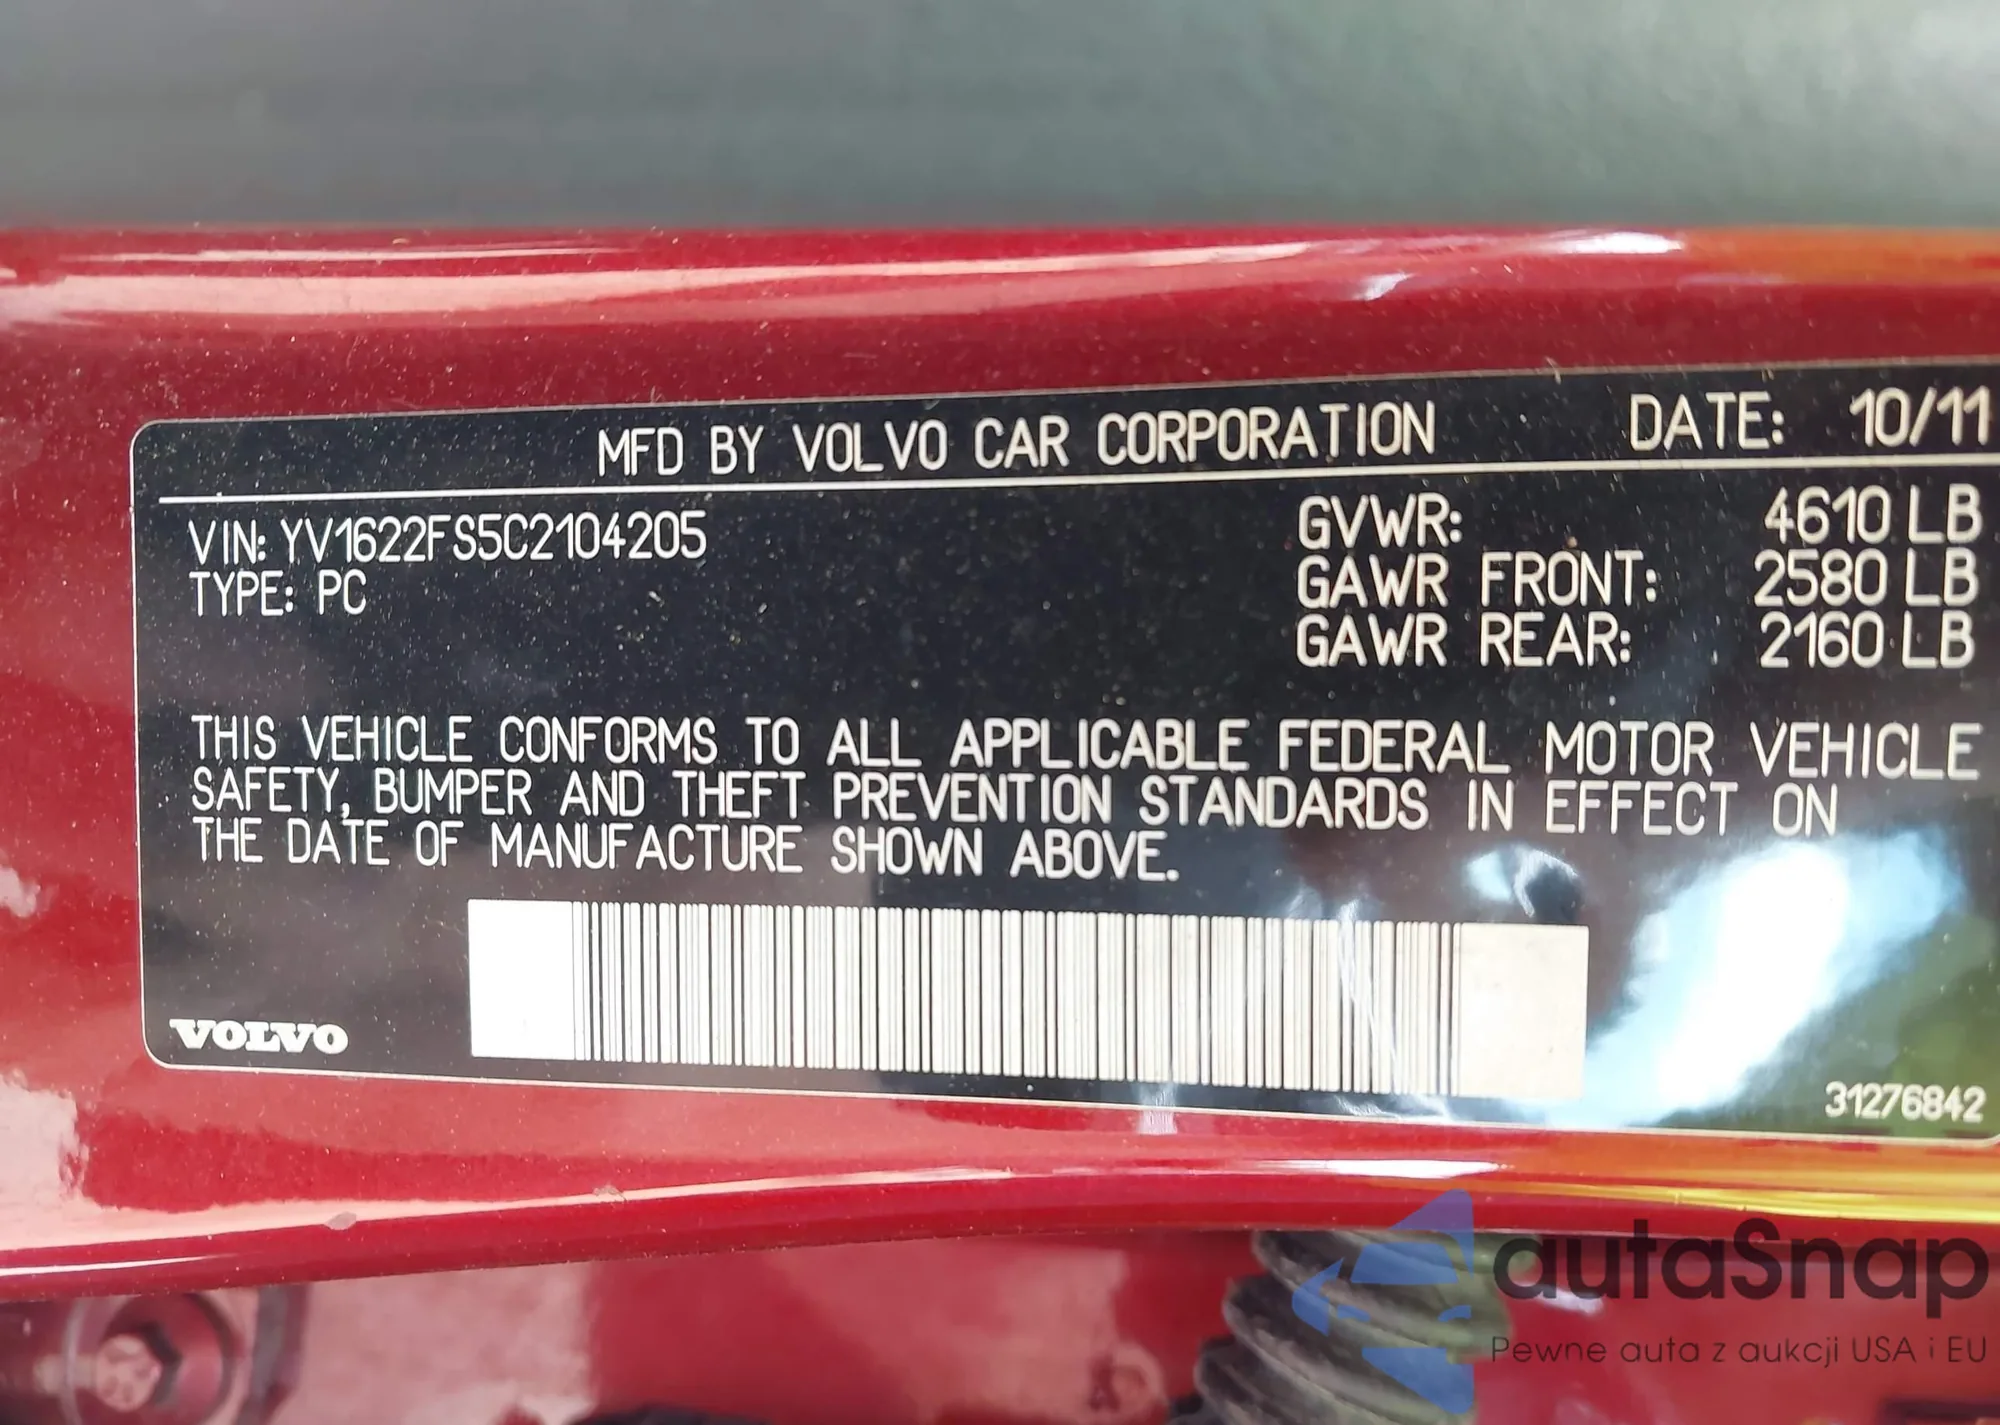 MFD BY VOLVO CAR CORPORATION DATE: 10/11
VIN: YV1622FS5C2104205 GVWR: 4610 LB
TYPE: PC GAWR FRONT: 2580 LB
GAWR REAR: 2160 LB
THIS VEHICLE CONFORMS TO ALL APPLICABLE FEDERAL MOTOR VEHICLE
SAFETY, BUMPER AND THEFT PREVENTION STANDARDS IN EFFECT ON
THE DATE OF MANUFACTURE SHOWN ABOVE.
VOLVO
31276842
autaSnap
Pewne auta z aukcji USA i EU